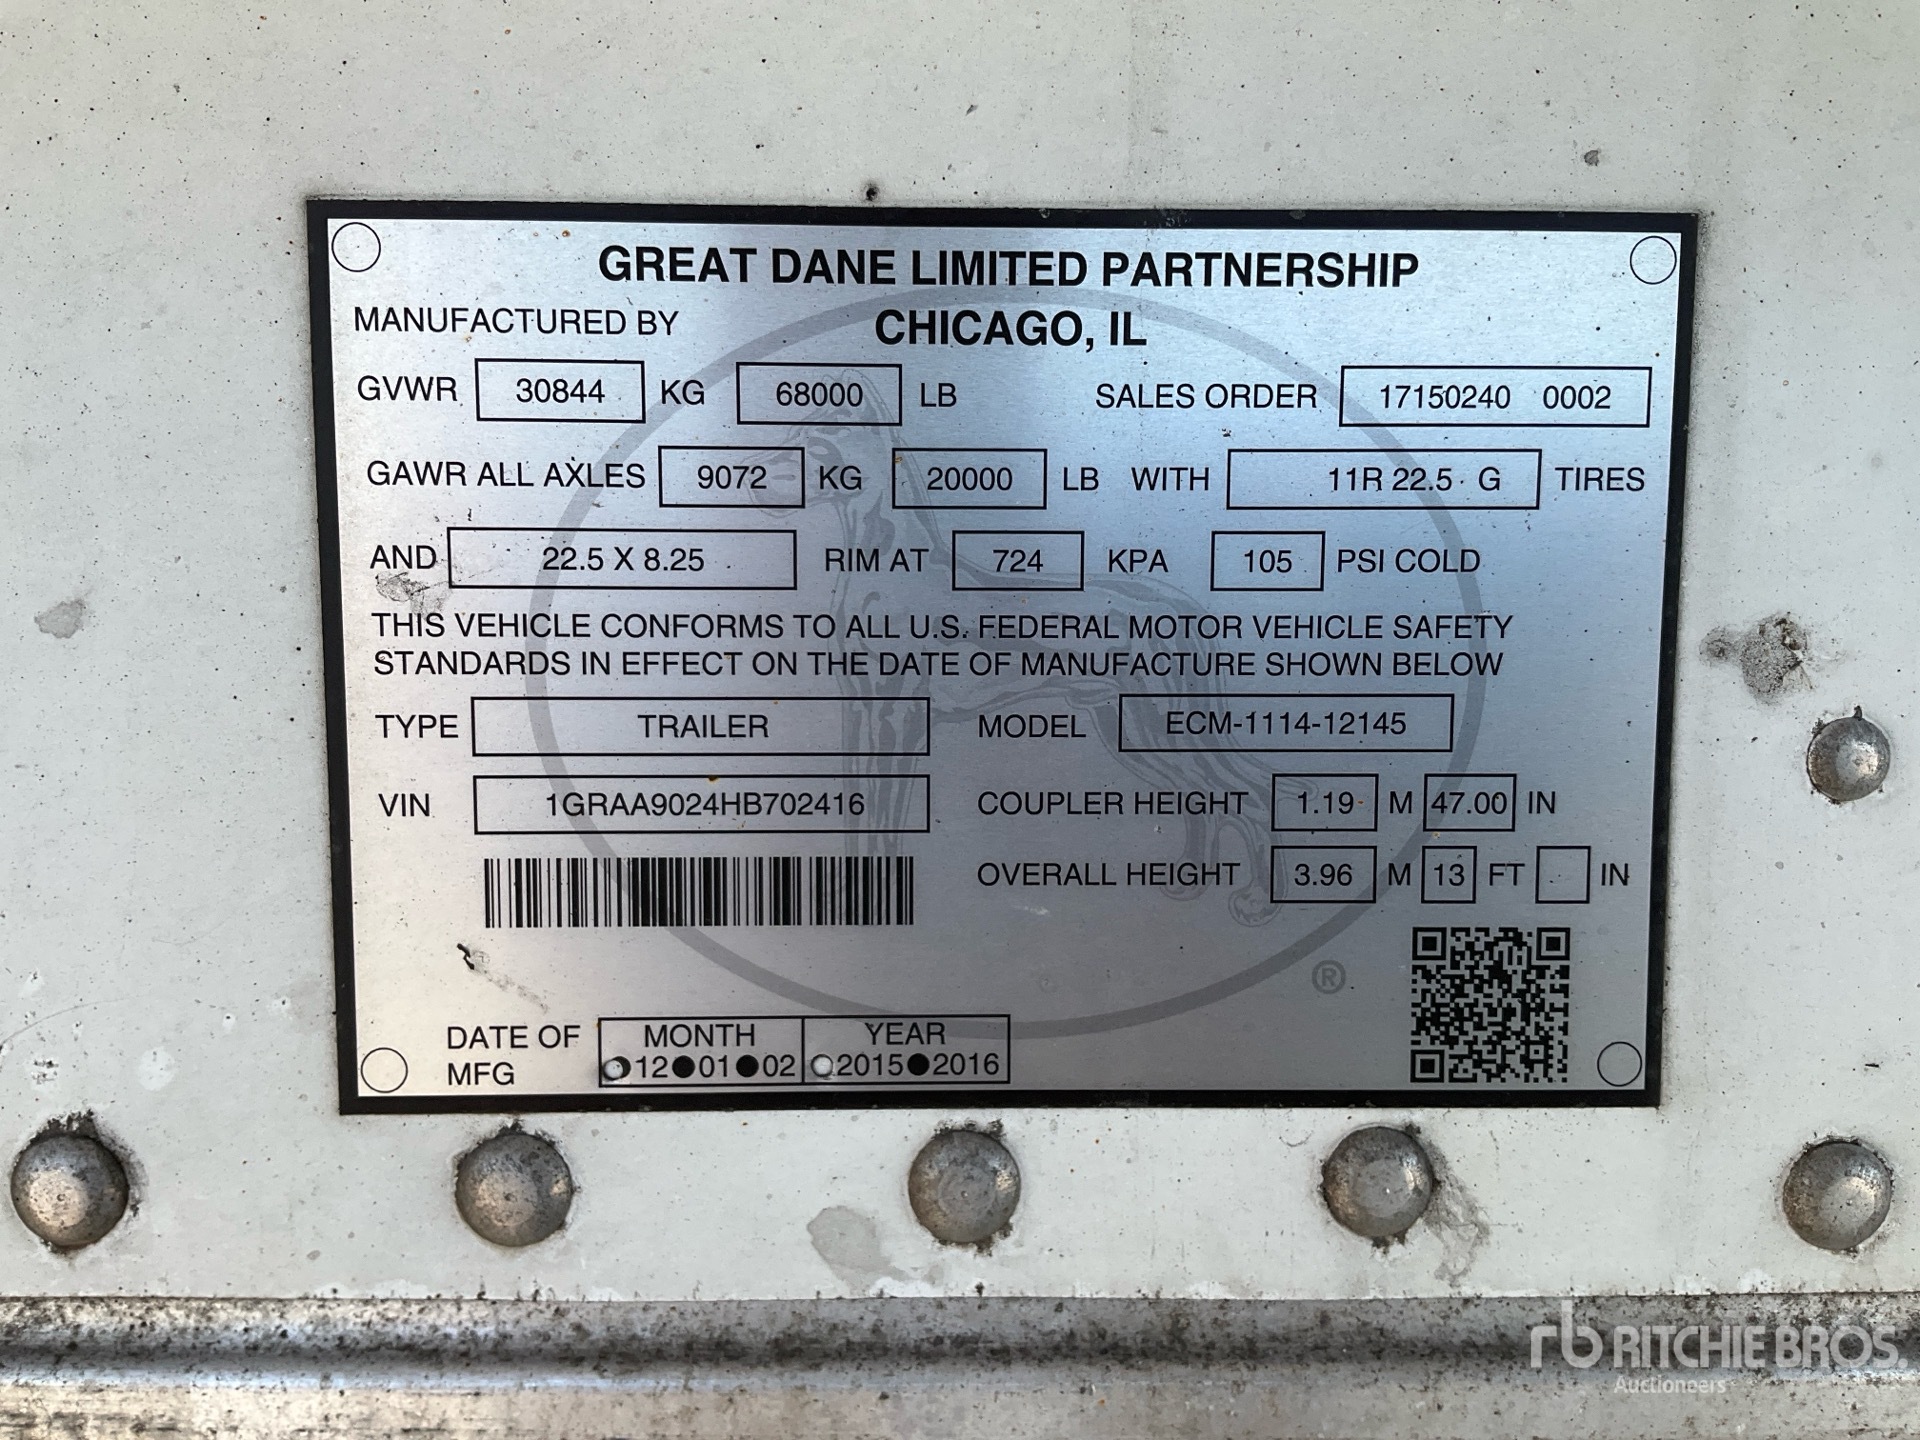 GREAT DANE LIMITED PARTNERSHIP
MANUFACTURED BY CHICAGO, IL
GVWR 30844 KG 68000 LB SALES ORDER 17150240 0002
GAWR ALL AXLES 9072 KG 20000 LB WITH 11R 22.5 G TIRES
AND 22.5 X 8.25 RIM AT 724 KPA 105 PSI COLD
THIS VEHICLE CONFORMS TO ALL U.S. FEDERAL MOTOR VEHICLE SAFETY
STANDARDS IN EFFECT ON THE DATE OF MANUFACTURE SHOWN BELOW
TYPE TRAILER MODEL ECM-1114-12145
VIN 1GRAA9024HB702416 COUPLER HEIGHT 1.19 M 47.00 IN
OVERALL HEIGHT 3.96 M 13 FT IN
®
DATE OF MONTH YEAR
MFG 12 01 02 2015 2016
rb RITCHIE BROS.
Auctioneers